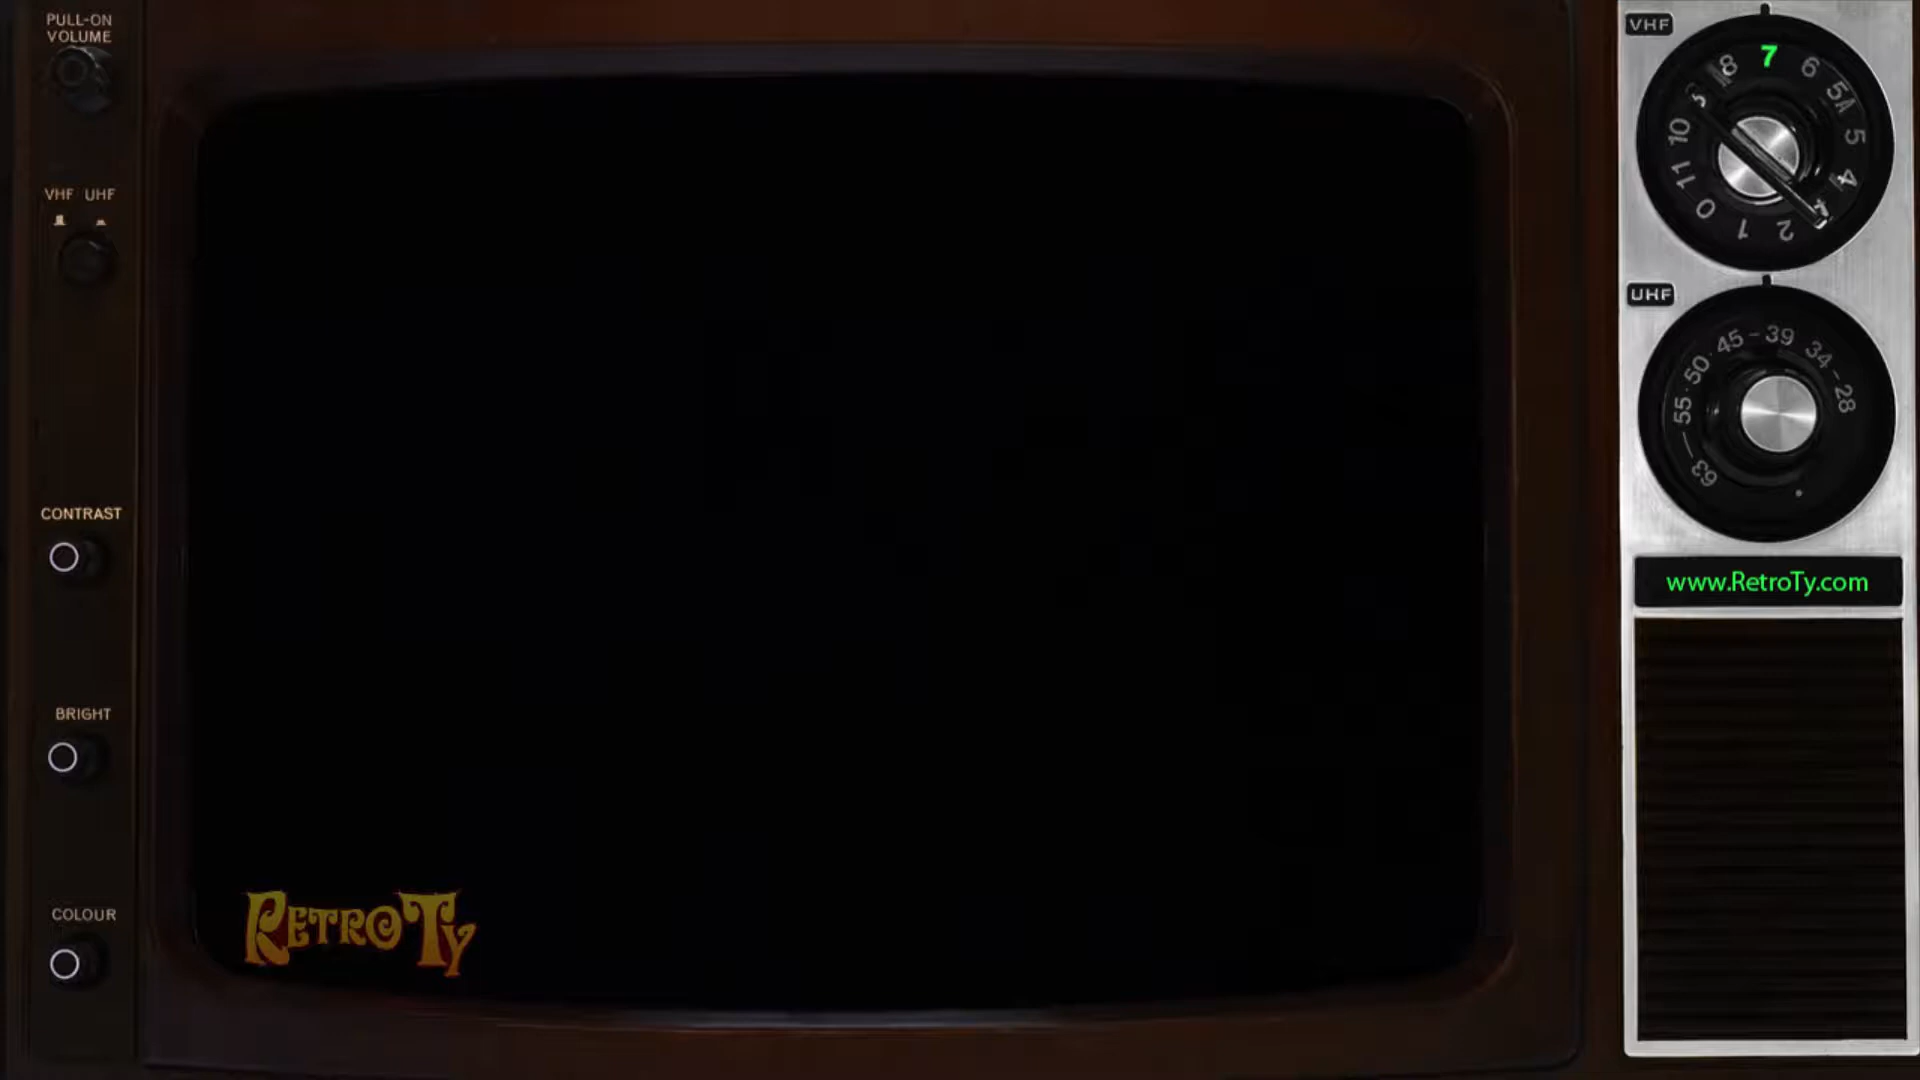 PULL-ON
VOLUME
VHF UHF
CONTRAST
BRIGHT
COLOUR
RETROTY
VHF
7
6
5A
5
4
2
1
0
11
10
8
UHF
63 55 · 50 · 45 - 39 34 - 28
www.RetroTy.com